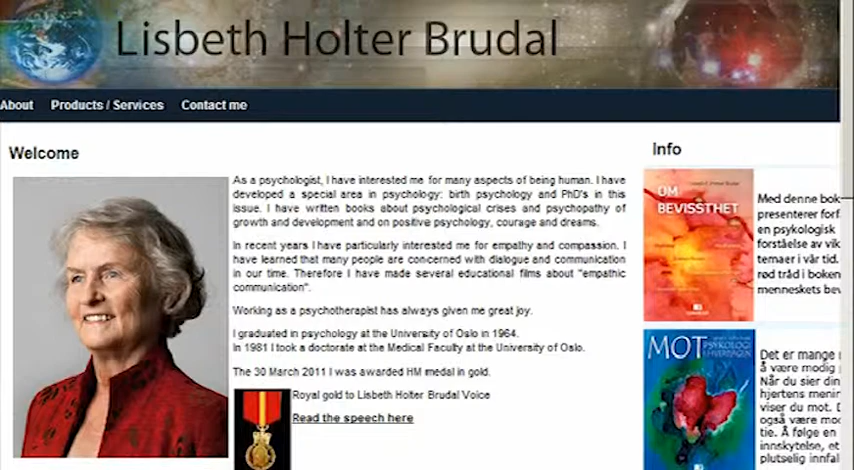 Lisbeth Holter Brudal
About Products / Services Contact me
Welcome
As a psychologist, I have interested me for many aspects of being human. I have
developed a special area in psychology: birth psychology and PhD's in this
issue. I have written books about psychological crises and psychopathy of
growth and development and on positive psychology, courage and dreams.
In recent years I have particularly interested me for empathy and compassion. I
have learned that many people are concerned with dialogue and communication
in our time. Therefore I have made several educational films about "empathic
communication".
Working as a psychotherapist has always given me great joy.
I graduated in psychology at the University of Oslo in 1964.
In 1981 I took a doctorate at the Medical Faculty at the University of Oslo.
The 30 March 2011 I was awarded HM medal in gold.
Royal gold to Lisbeth Holter Brudal Voice
Read the speech here
Info
OM
BEVISSTHET
Med denne bok
presenterer forf
en psykologisk
forståelse av vik
temaer i vår tid.
rød tråd i boken
menneskets bev
MOT
PSYKOLOGI
I HVERDAGEN
Det er mange
å være modig
Når du sier din
hjertens menin
viser du mot. D
også være mo
tie. Å følge en
innskytelse, et
plutselig innfal